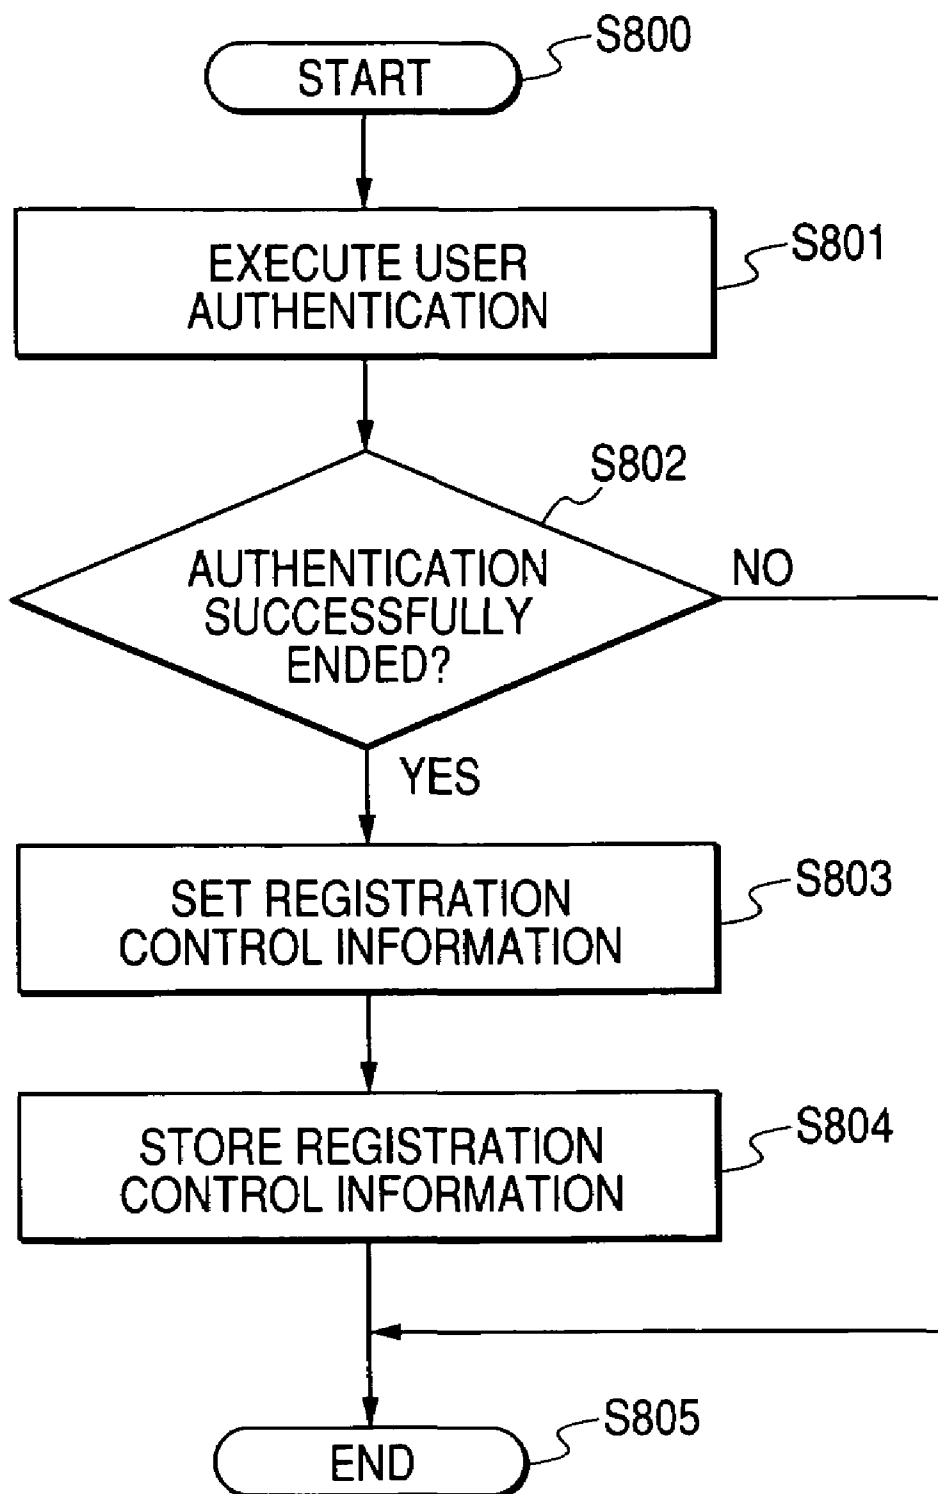 S800
START
S801
EXECUTE USER
AUTHENTICATION
S802
AUTHENTICATION
SUCCESSFULLY
ENDED?
NO
YES
S803
SET REGISTRATION
CONTROL INFORMATION
S804
STORE REGISTRATION
CONTROL INFORMATION
S805
END